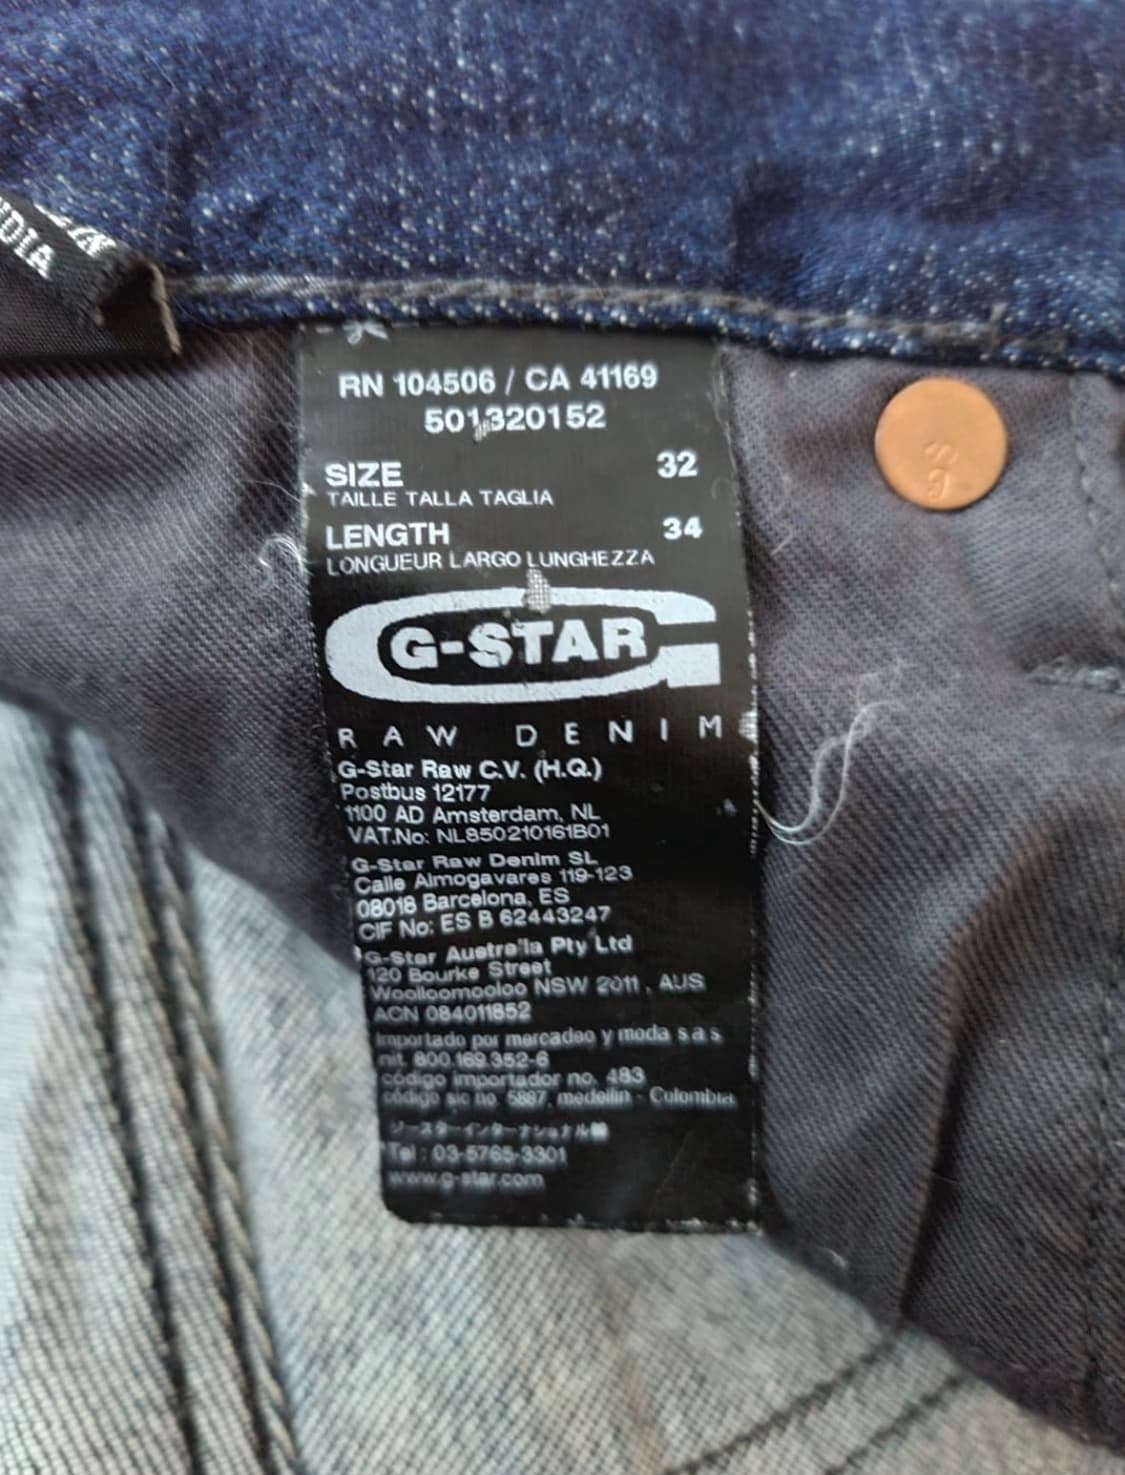 NDIA
RN 104506 / CA 41169
501320152
SIZE 32
TAILLE TALLA TAGLIA
LENGTH 34
LONGUEUR LARGO LUNGHEZZA
G-STAR
RAW DENIM
G-Star Raw C.V. (H.Q.)
Postbus 12177
1100 AD Amsterdam, NL
VAT.No: NL850210161B01
G-Star Raw Denim SL
Calle Almogavares 119-123
08018 Barcelona, ES
CIF No: ES B 62443247
G-Star Australia Pty Ltd
120 Bourke Street
Woolloomooloo NSW 2011, AUS
ACN 084011852
Importado por mercadeo y moda s a s
nit. 800.169.352-6
código importador no. 483
código sic no. 5887, medellin - Colombia
ジースターインターナショナル㈱
Tel : 03-5765-3301
www.g-star.com